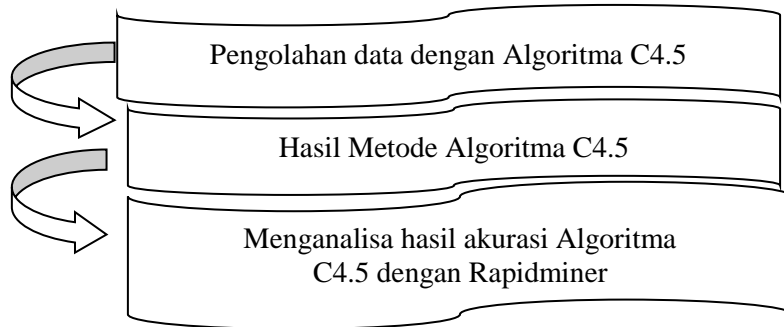 Pengolahan data dengan Algoritma C4.5
Hasil Metode Algoritma C4.5
Menganalisa hasil akurasi Algoritma
C4.5 dengan Rapidminer